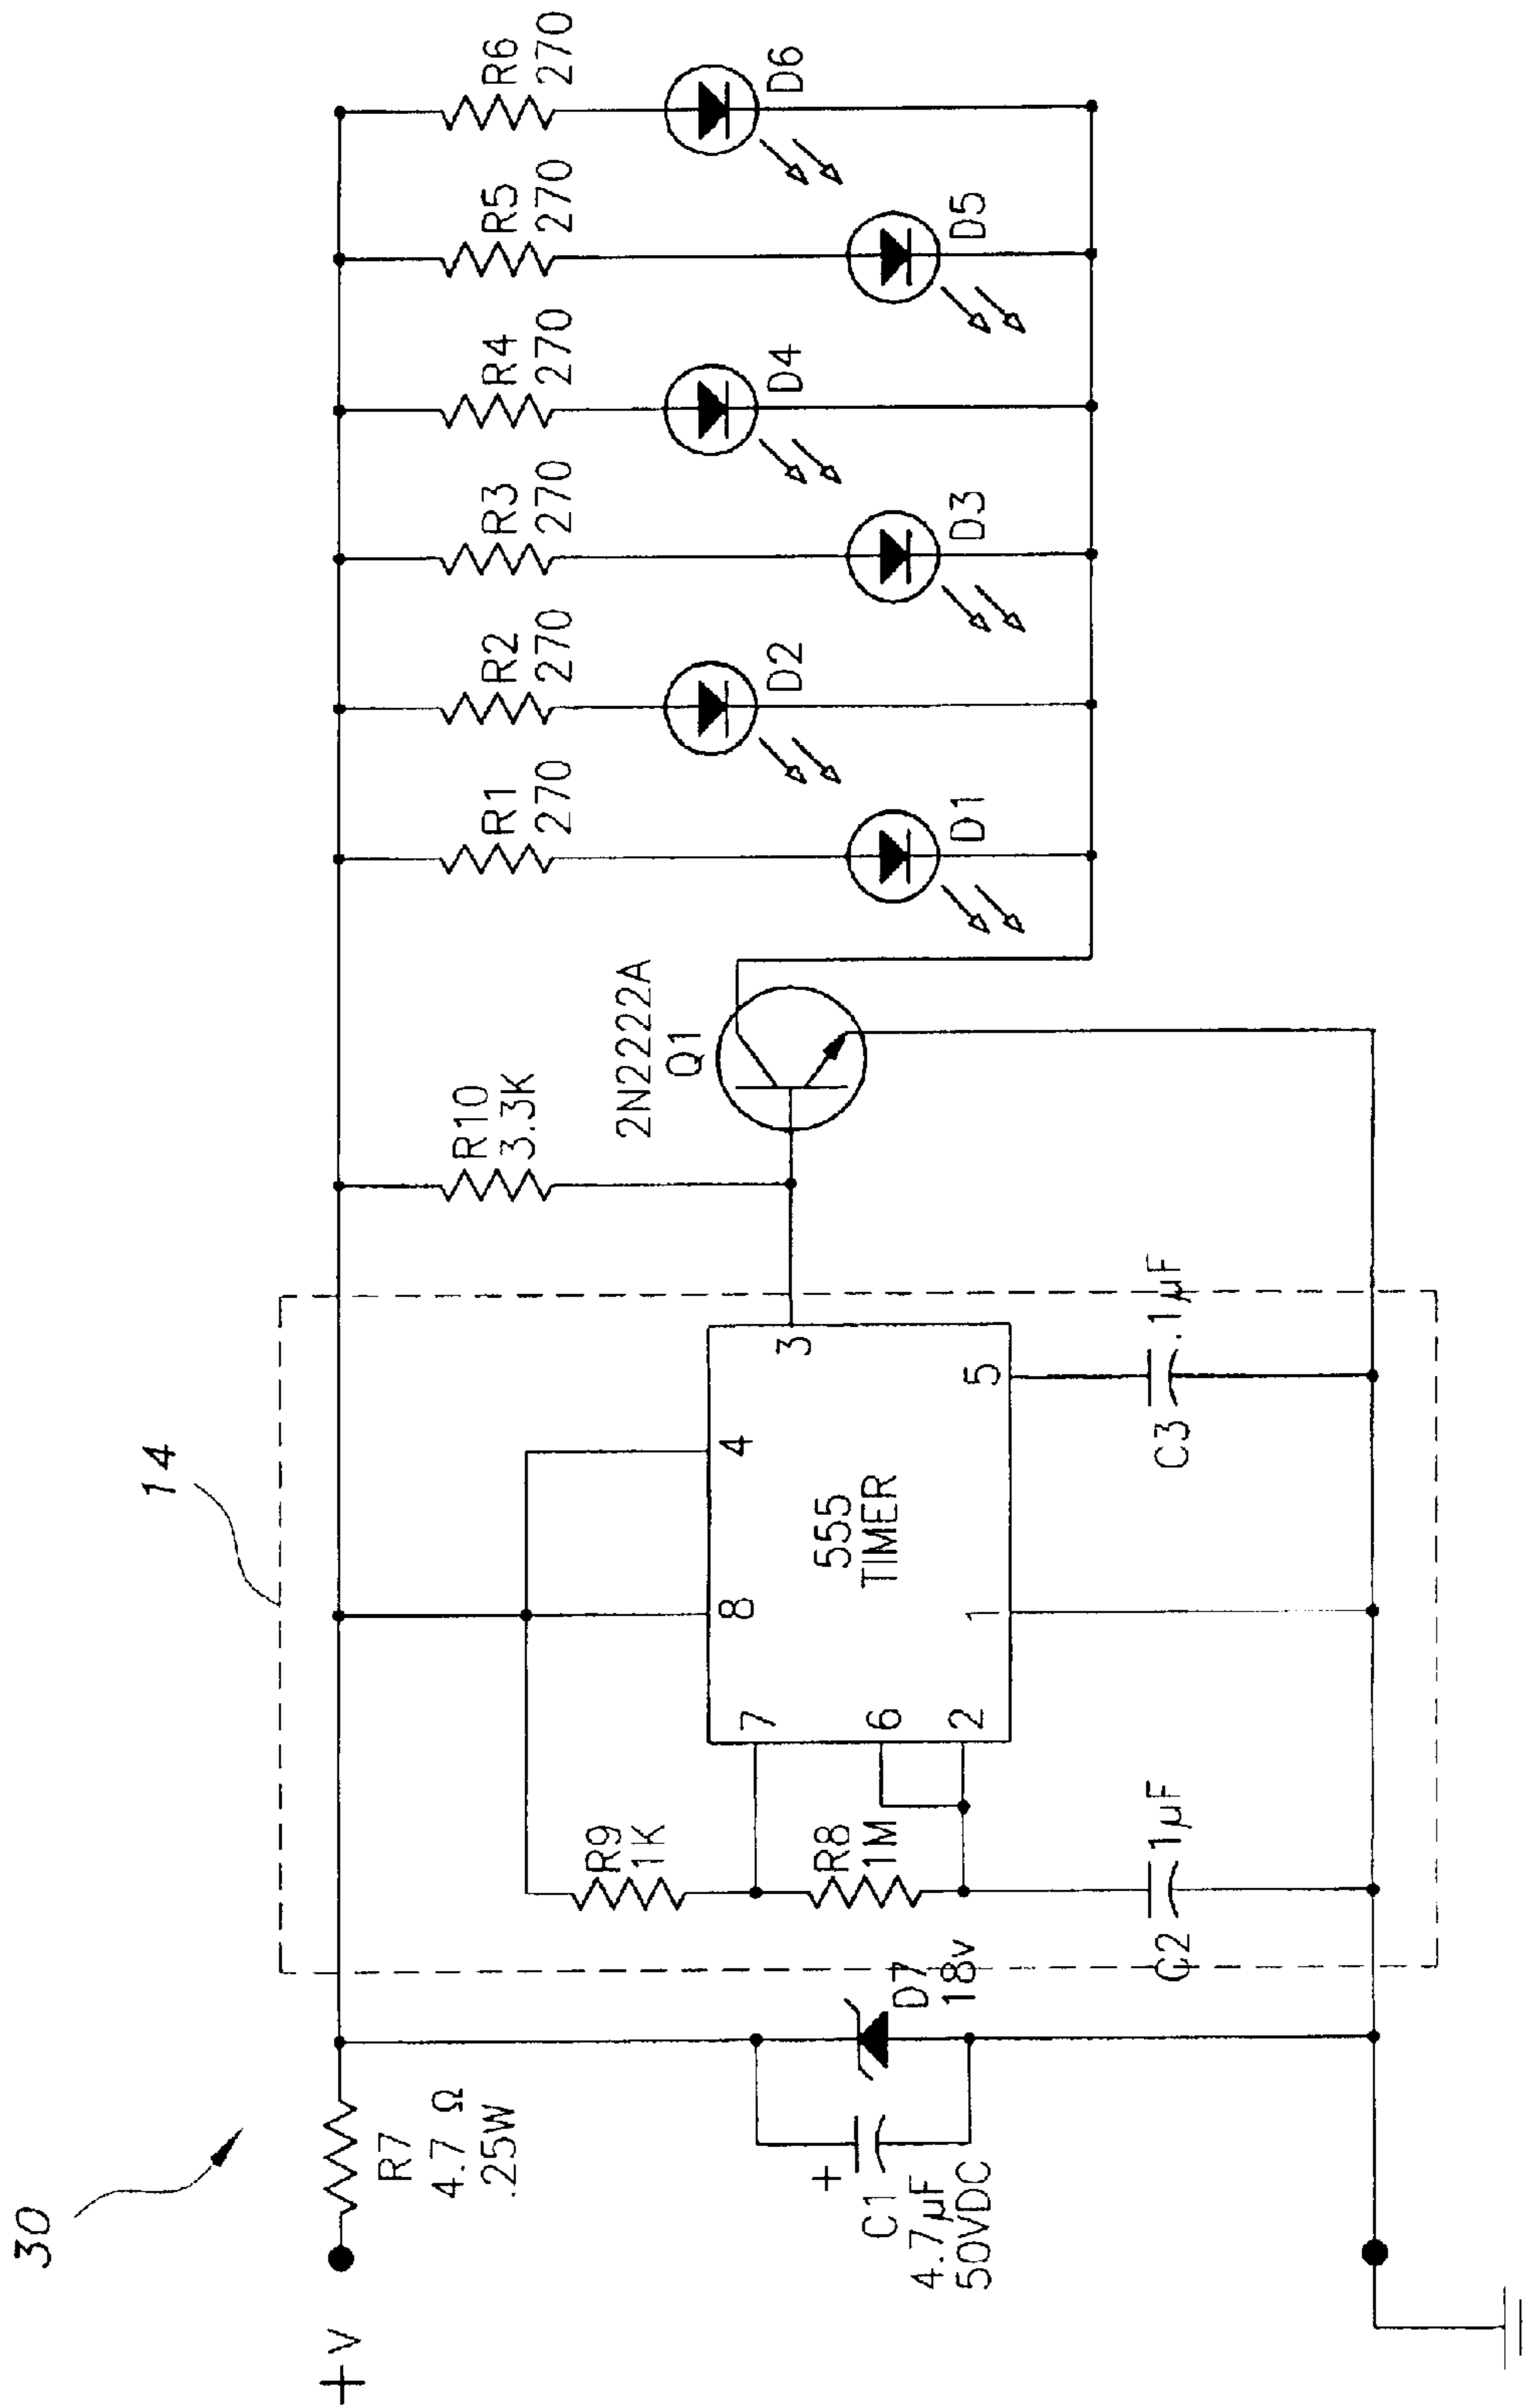 30
14
+V
R7
4.7 Ω
.25W
C1
4.7µF
50VDC
+
D7
18v
R9
1K
R8
1M
C2
1µF
7
6
2
8
4
555
TIMER
1
3
5
C3
.1µF
R10
3.3K
2N2222A
Q1
R1
270
D1
R2
270
D2
R3
270
D3
R4
270
D4
R5
270
D5
R6
270
D6